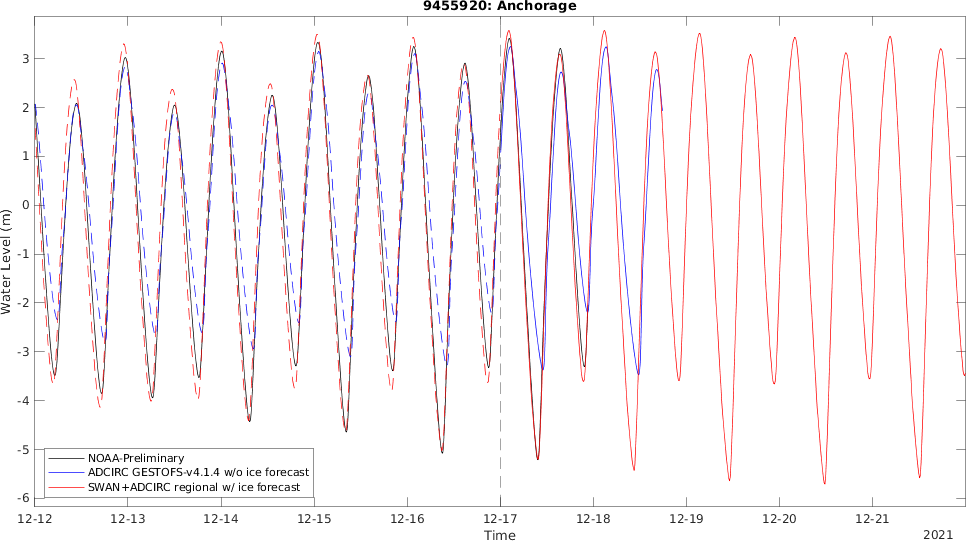 9455920: Anchorage
Water Level (m)
3
2
1
0
-1
-2
-3
-4
-5
-6
NOAA-Preliminary
ADCIRC GESTOFS-v4.1.4 w/o ice forecast
SWAN+ADCIRC regional w/ ice forecast
12-12 12-13 12-14 12-15 12-16 12-17 12-18 12-19 12-20 12-21
Time
2021